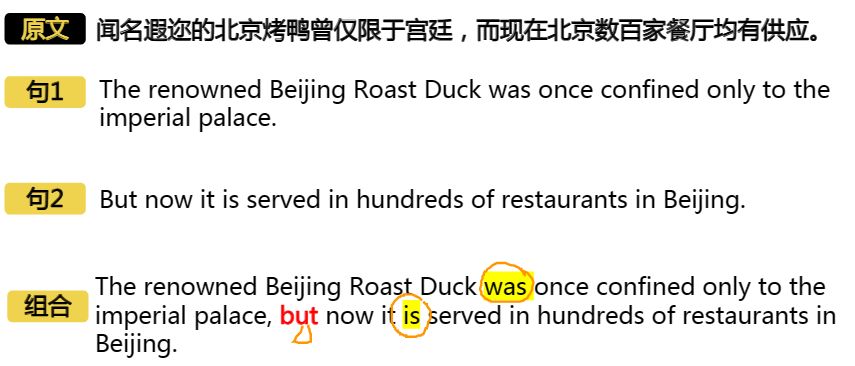 原文 闻名遐迩的北京烤鸭曾仅限于宫廷，而现在北京数百家餐厅均有供应。
句1 The renowned Beijing Roast Duck was once confined only to the
imperial palace.
句2 But now it is served in hundreds of restaurants in Beijing.
The renowned Beijing Roast Duck was once confined only to the
组合 imperial palace, but now it is served in hundreds of restaurants in
Beijing.